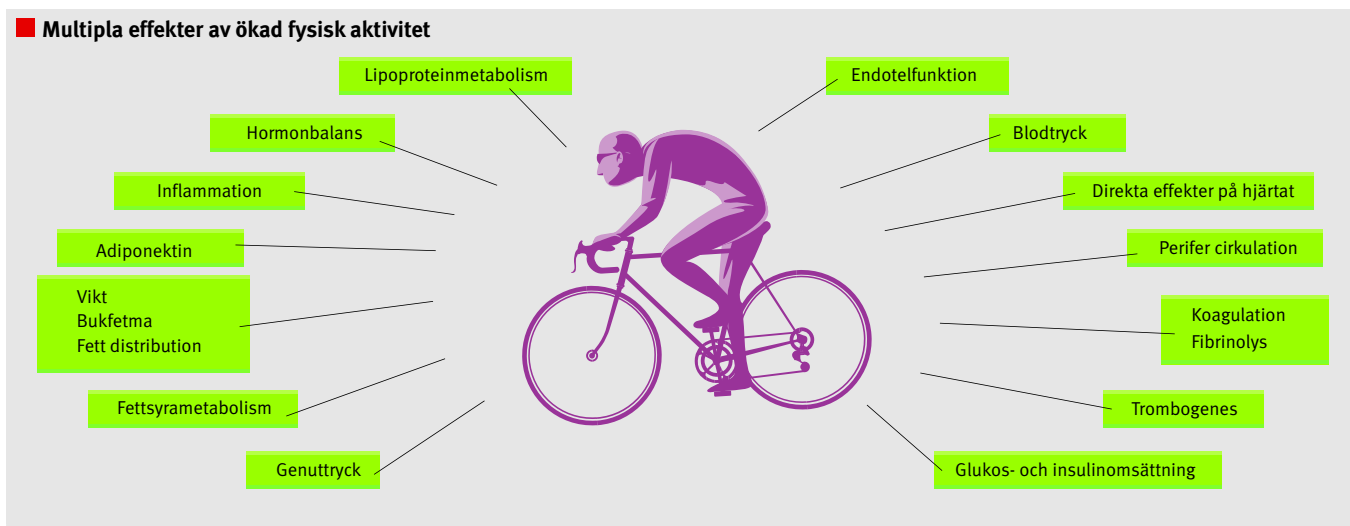 Multipla effekter av ökad fysisk aktivitet
Lipoproteinmetabolism
Hormonbalans
Inflammation
Adiponektin
Vikt
Bukfetma
Fett distribution
Fettsyrametabolism
Genuttryck
Endotelfunktion
Blodtryck
Direkta effekter på hjärtat
Perifer cirkulation
Koagulation
Fibrinolys
Trombogenes
Glukos- och insulinomsättning